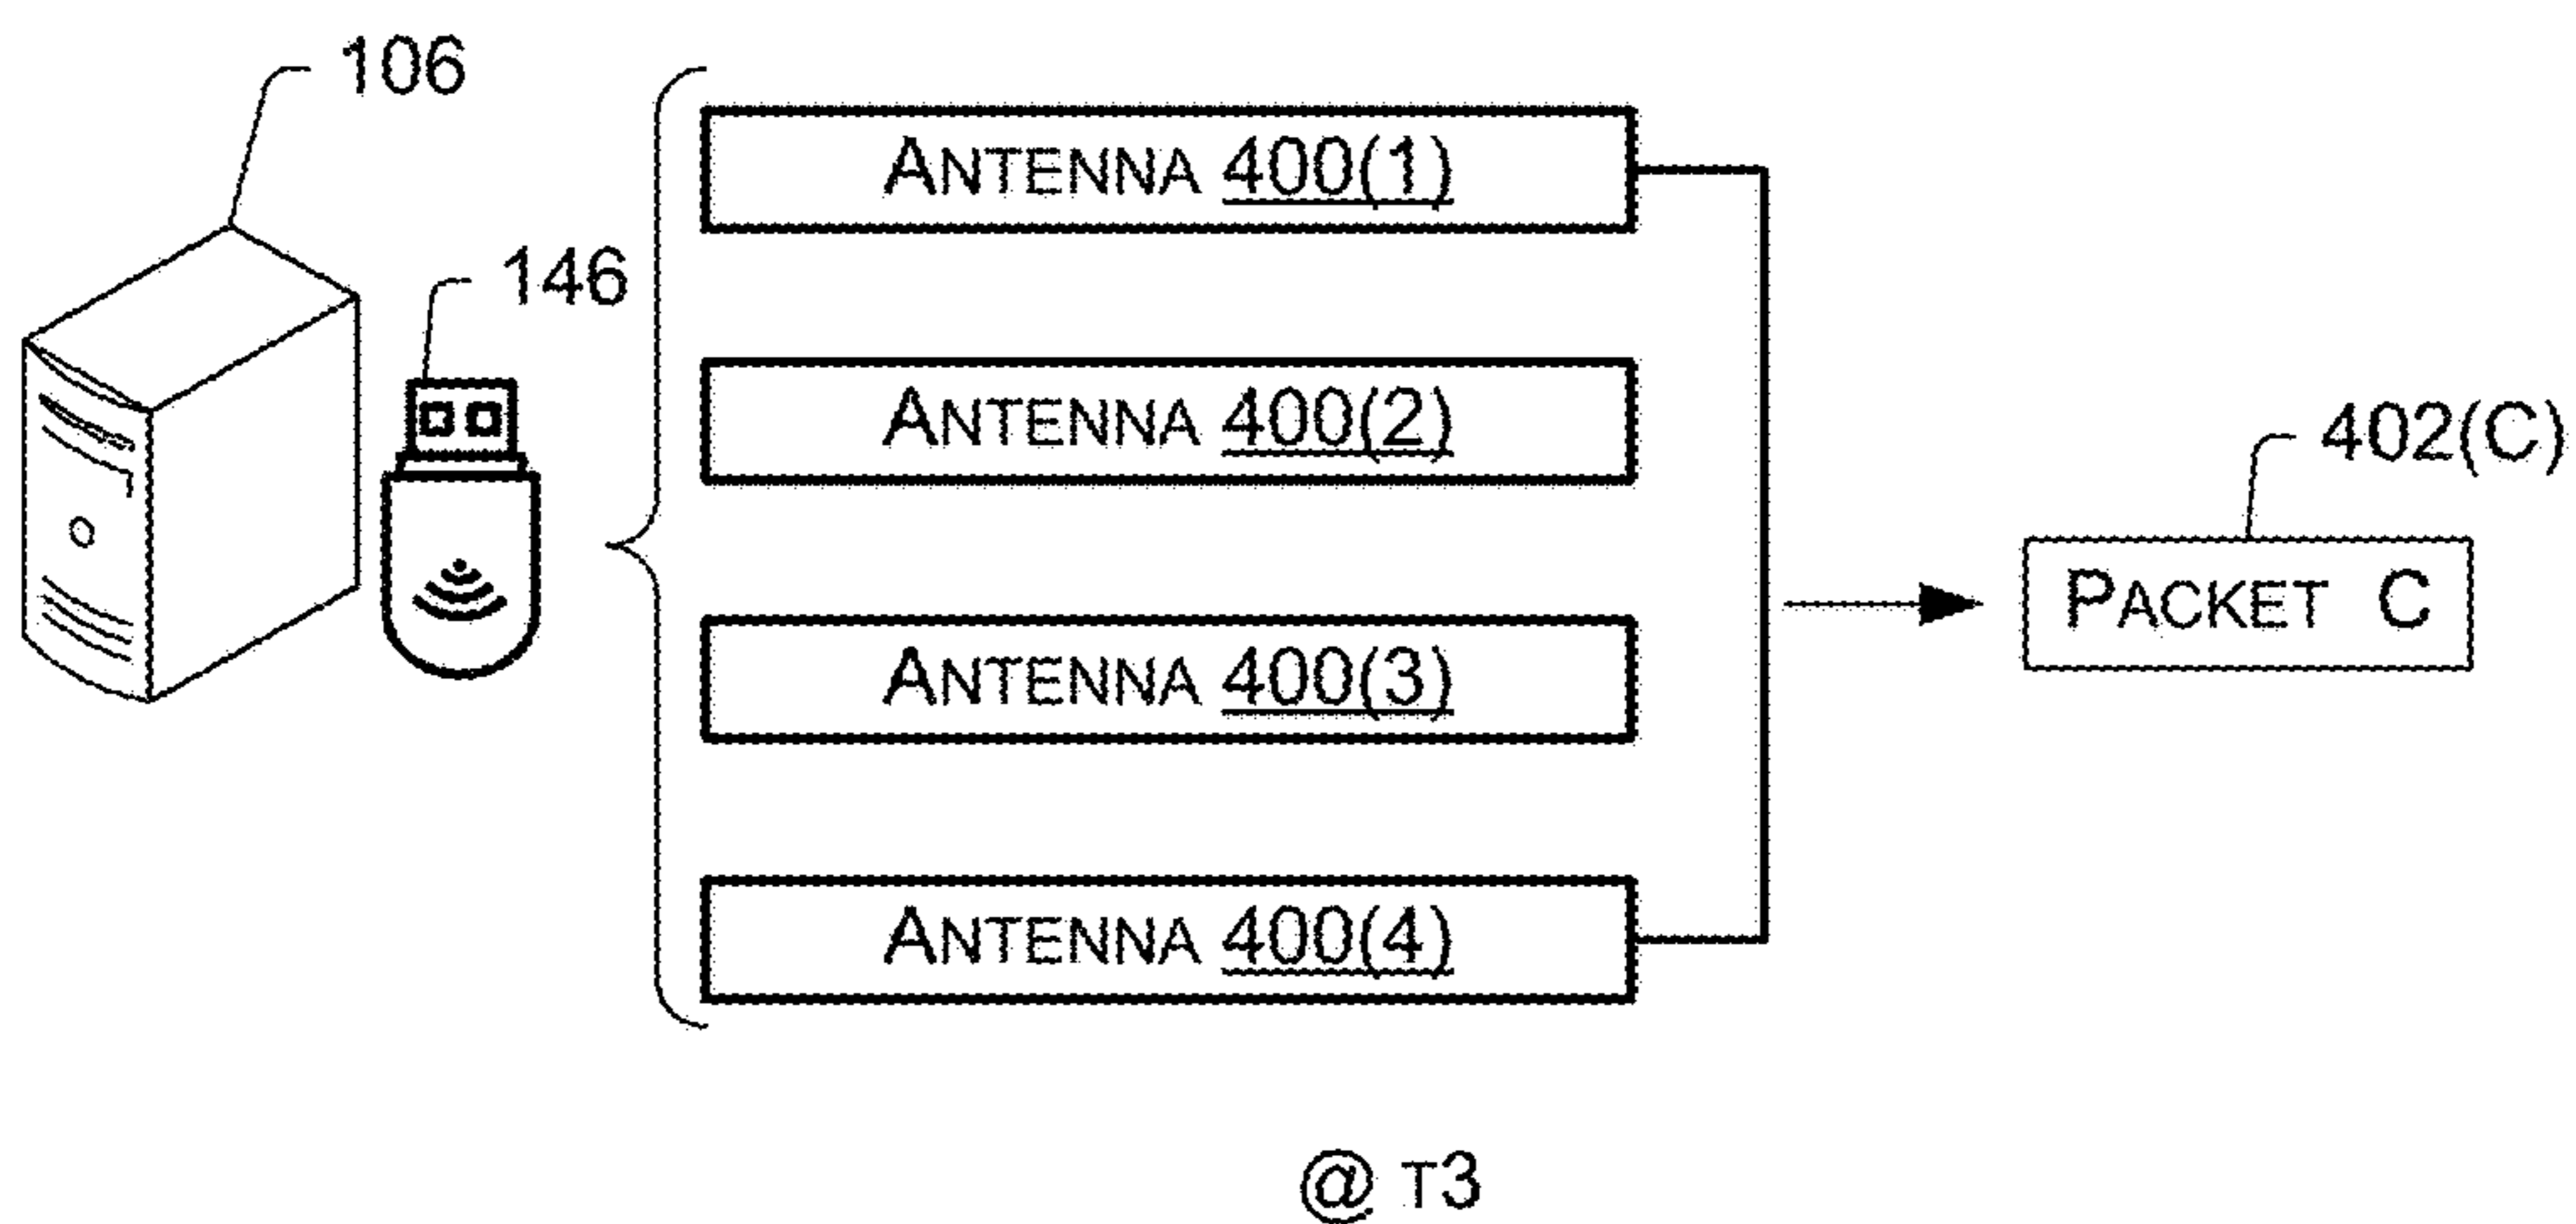 106
146
ANTENNA 400(1)
ANTENNA 400(2)
402(C)
PACKET C
ANTENNA 400(3)
ANTENNA 400(4)
@ T3